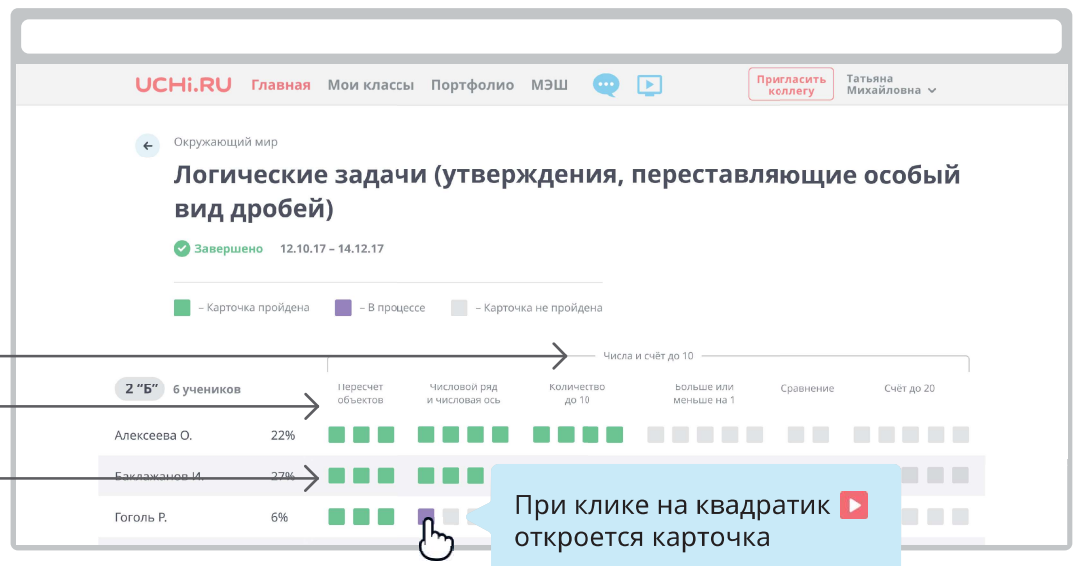 UCHi.RU Главная Мои классы Портфолио МЭШ Пригласить коллегу Татьяна Михайловна
Окружающий мир
Логические задачи (утверждения, переставляющие особый
вид дробей)
Завершено 12.10.17 – 14.12.17
– Карточка пройдена – В процессе – Карточка не пройдена
Числа и счёт до 10
2 “Б” 6 учеников
Пересчет объектов
Числовой ряд и числовая ось
Количество до 10
Больше или меньше на 1
Сравнение
Счёт до 20
Алексеева О. 22%
Баклажанов И. 27%
Гоголь Р. 6%
При клике на квадратик
откроется карточка